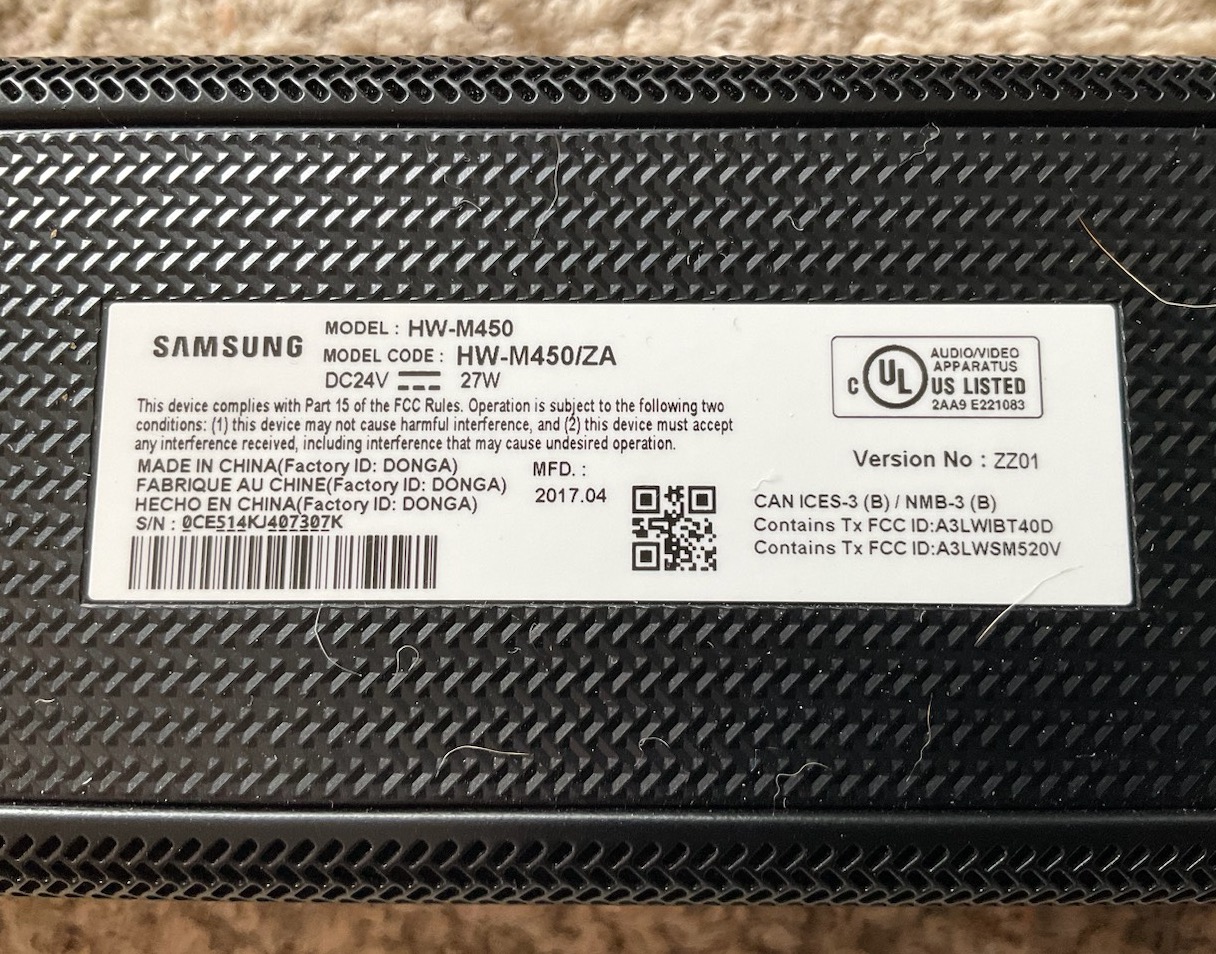 SAMSUNG
MODEL : HW-M450
MODEL CODE : HW-M450/ZA
DC24V 27W
This device complies with Part 15 of the FCC Rules. Operation is subject to the following two
conditions: (1) this device may not cause harmful interference, and (2) this device must accept
any interference received, including interference that may cause undesired operation.
MADE IN CHINA(Factory ID: DONGA)
FABRIQUE AU CHINE(Factory ID: DONGA)
HECHO EN CHINA(Factory ID: DONGA)
S/N : 0CE514KJ407307K
MFD. :
2017.04
C UL US LISTED
AUDIO/VIDEO
APPARATUS
2AA9 E221083
Version No : ZZ01
CAN ICES-3 (B) / NMB-3 (B)
Contains Tx FCC ID:A3LWIBT40D
Contains Tx FCC ID:A3LWSM520V